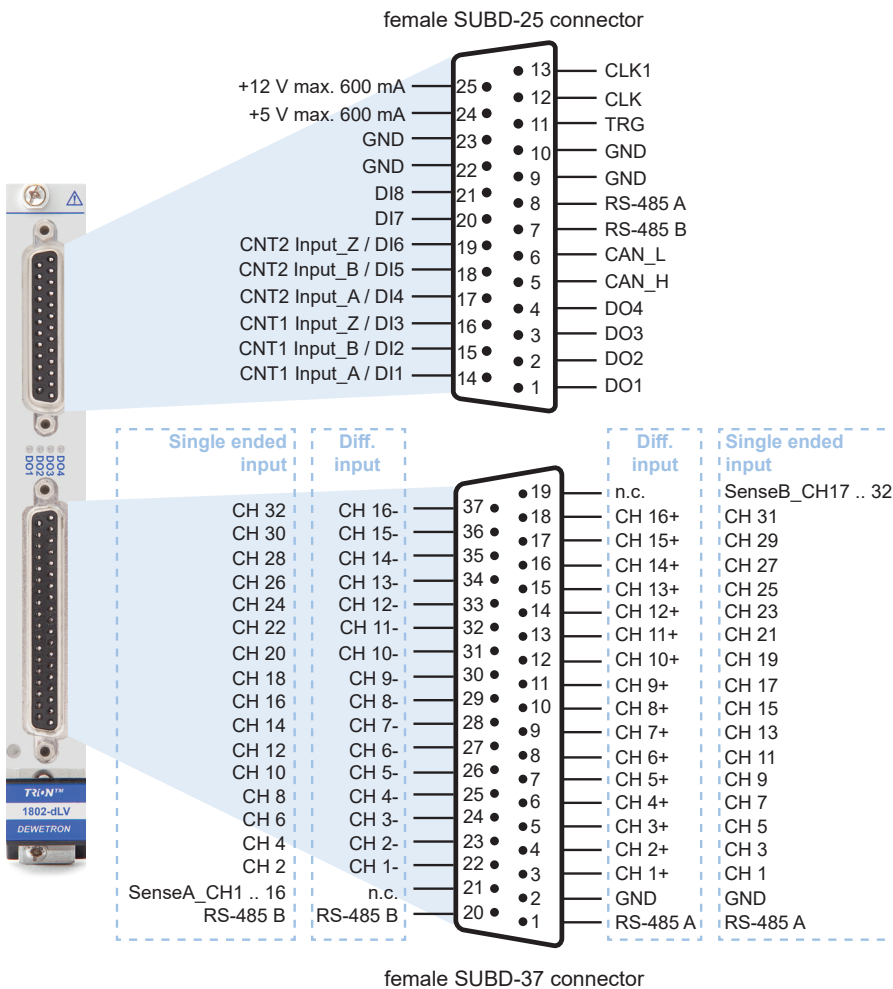 female SUBD-25 connector
+12 V max. 600 mA 25 13 CLK1
+5 V max. 600 mA 24 12 CLK
GND 23 11 TRG
GND 22 10 GND
DI8 21 9 GND
DI7 20 8 RS-485 A
CNT2 Input_Z / DI6 19 7 RS-485 B
CNT2 Input_B / DI5 18 6 CAN_L
CNT2 Input_A / DI4 17 5 CAN_H
CNT1 Input_Z / DI3 16 4 DO4
CNT1 Input_B / DI2 15 3 DO3
CNT1 Input_A / DI1 14 2 DO2
1 DO1
DO1
DO2
DO3
DO4
TRiON™
1802-dLV
DEWETRON
Single ended input Diff. input Diff. input Single ended input
19 n.c. SenseB_CH17 .. 32
CH 32 CH 16- 37 18 CH 16+ CH 31
CH 30 CH 15- 36 17 CH 15+ CH 29
CH 28 CH 14- 35 16 CH 14+ CH 27
CH 26 CH 13- 34 15 CH 13+ CH 25
CH 24 CH 12- 33 14 CH 12+ CH 23
CH 22 CH 11- 32 13 CH 11+ CH 21
CH 20 CH 10- 31 12 CH 10+ CH 19
CH 18 CH 9- 30 11 CH 9+ CH 17
CH 16 CH 8- 29 10 CH 8+ CH 15
CH 14 CH 7- 28 9 CH 7+ CH 13
CH 12 CH 6- 27 8 CH 6+ CH 11
CH 10 CH 5- 26 7 CH 5+ CH 9
CH 8 CH 4- 25 6 CH 4+ CH 7
CH 6 CH 3- 24 5 CH 3+ CH 5
CH 4 CH 2- 23 4 CH 2+ CH 3
CH 2 CH 1- 22 3 CH 1+ CH 1
SenseA_CH1 .. 16 n.c. 21 2 GND GND
RS-485 B RS-485 B 20 1 RS-485 A RS-485 A
female SUBD-37 connector